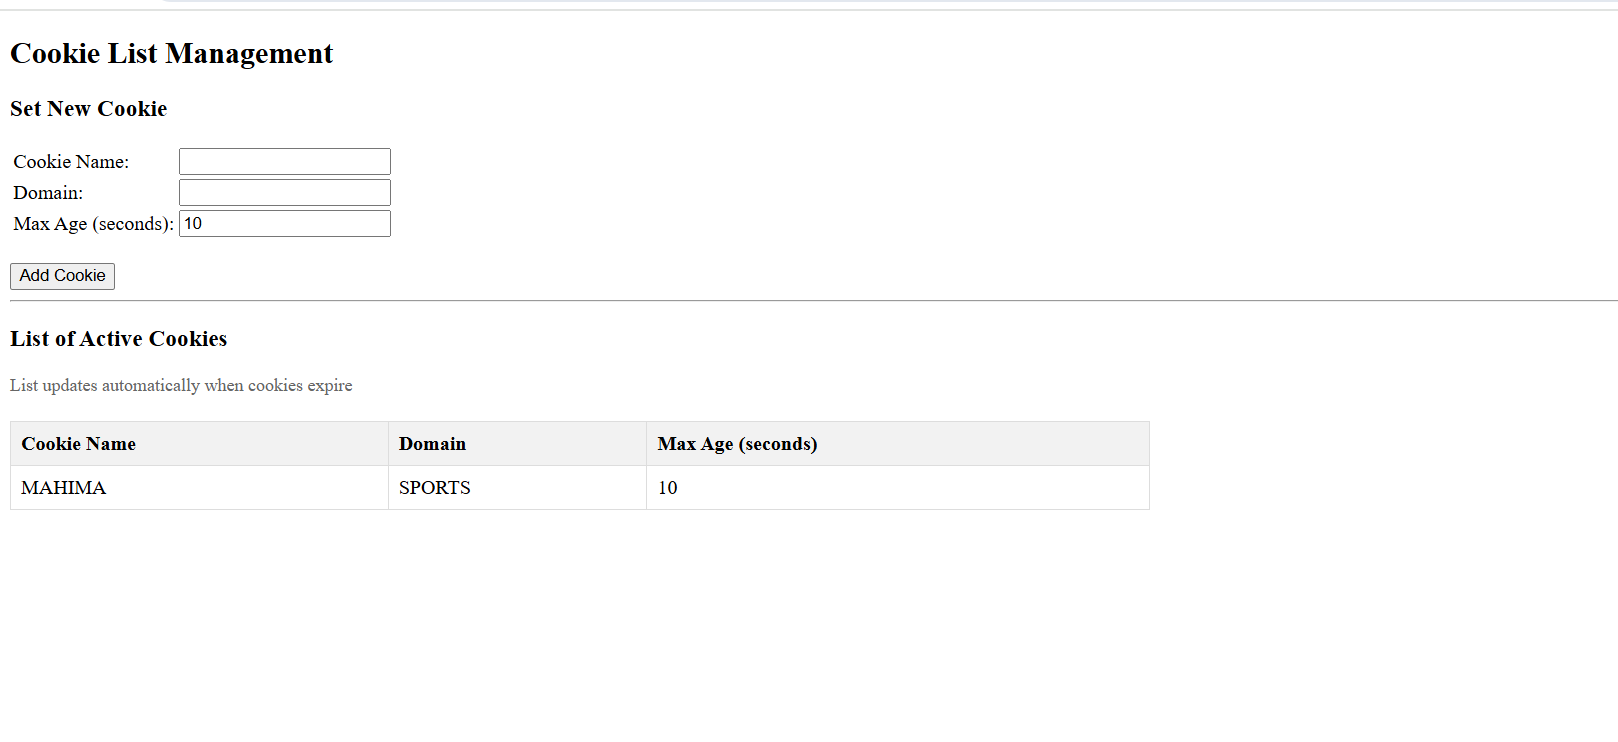 Cookie List Management
Set New Cookie
Cookie Name:
Domain:
Max Age (seconds): 10
Add Cookie
List of Active Cookies
List updates automatically when cookies expire
Cookie Name Domain Max Age (seconds)
MAHIMA SPORTS 10